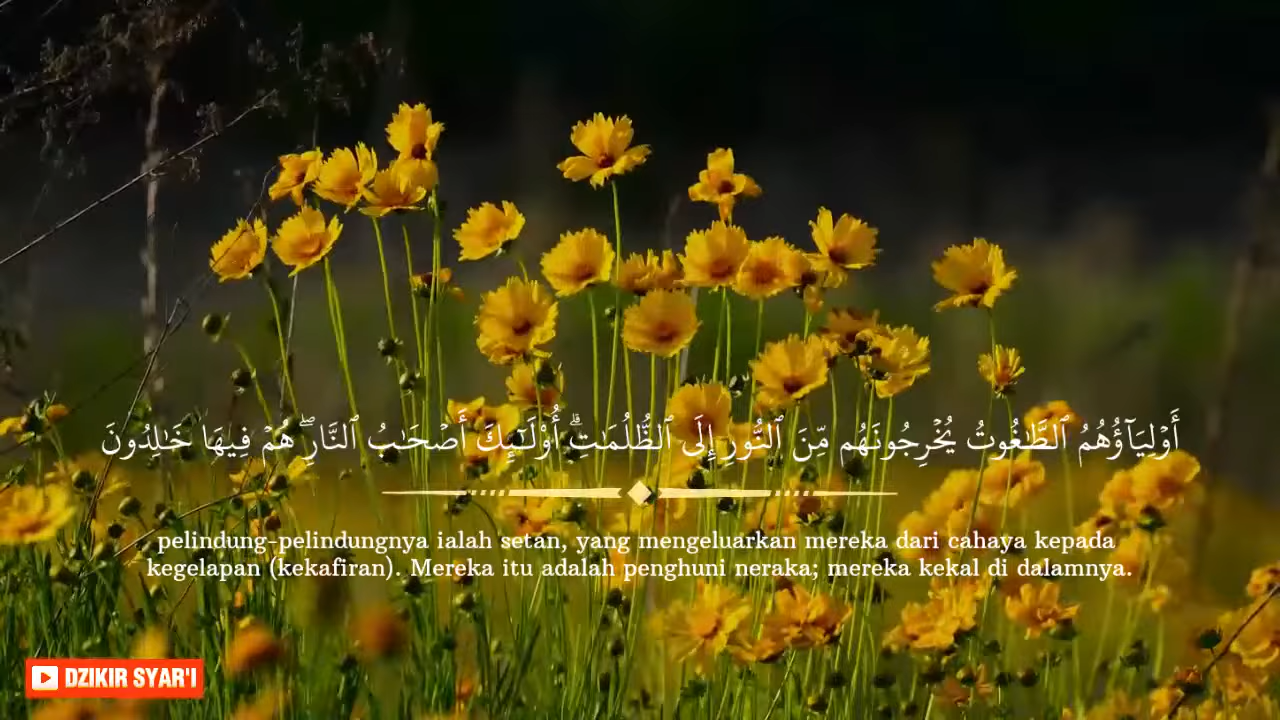 أَوْلِيَآؤُهُمُ ٱلطَّٰغُوتُ يُخْرِجُونَهُم مِّنَ ٱلنُّورِ إِلَى ٱلظُّلُمَٰتِ ۗ أُو۟لَٰٓئِكَ أَصْحَٰبُ ٱلنَّارِ ۖ هُمْ فِيهَا خَٰلِدُونَ
pelindung-pelindungnya ialah setan, yang mengeluarkan mereka dari cahaya kepada
kegelapan (kekafiran). Mereka itu adalah penghuni neraka; mereka kekal di dalamnya.
DZIKIR SYAR'I